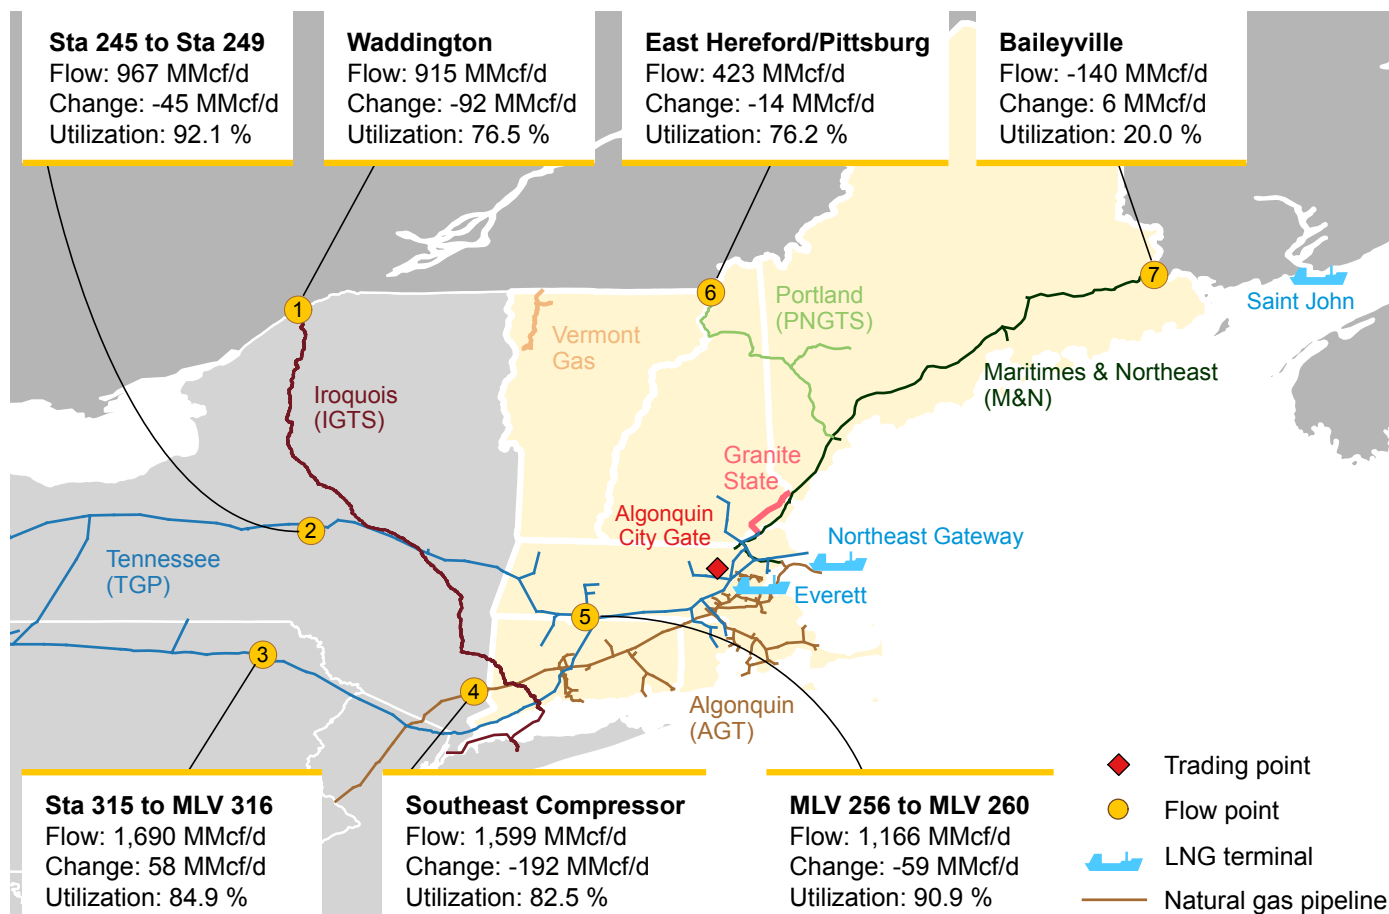 Sta 245 to Sta 249
Flow: 967 MMcf/d
Change: -45 MMcf/d
Utilization: 92.1 %
Waddington
Flow: 915 MMcf/d
Change: -92 MMcf/d
Utilization: 76.5 %
East Hereford/Pittsburg
Flow: 423 MMcf/d
Change: -14 MMcf/d
Utilization: 76.2 %
Baileyville
Flow: -140 MMcf/d
Change: 6 MMcf/d
Utilization: 20.0 %
7
6
1
Portland
(PNGTS)
Saint John
Vermont
Gas
Maritimes & Northeast
(M&N)
Iroquois
(IGTS)
Granite
State
Algonquin
City Gate
2
Northeast Gateway
Tennessee
(TGP)
Everett
5
3
4
Algonquin
(AGT)
Sta 315 to MLV 316
Flow: 1,690 MMcf/d
Change: 58 MMcf/d
Utilization: 84.9 %
Southeast Compressor
Flow: 1,599 MMcf/d
Change: -192 MMcf/d
Utilization: 82.5 %
MLV 256 to MLV 260
Flow: 1,166 MMcf/d
Change: -59 MMcf/d
Utilization: 90.9 %
Trading point
Flow point
LNG terminal
Natural gas pipeline